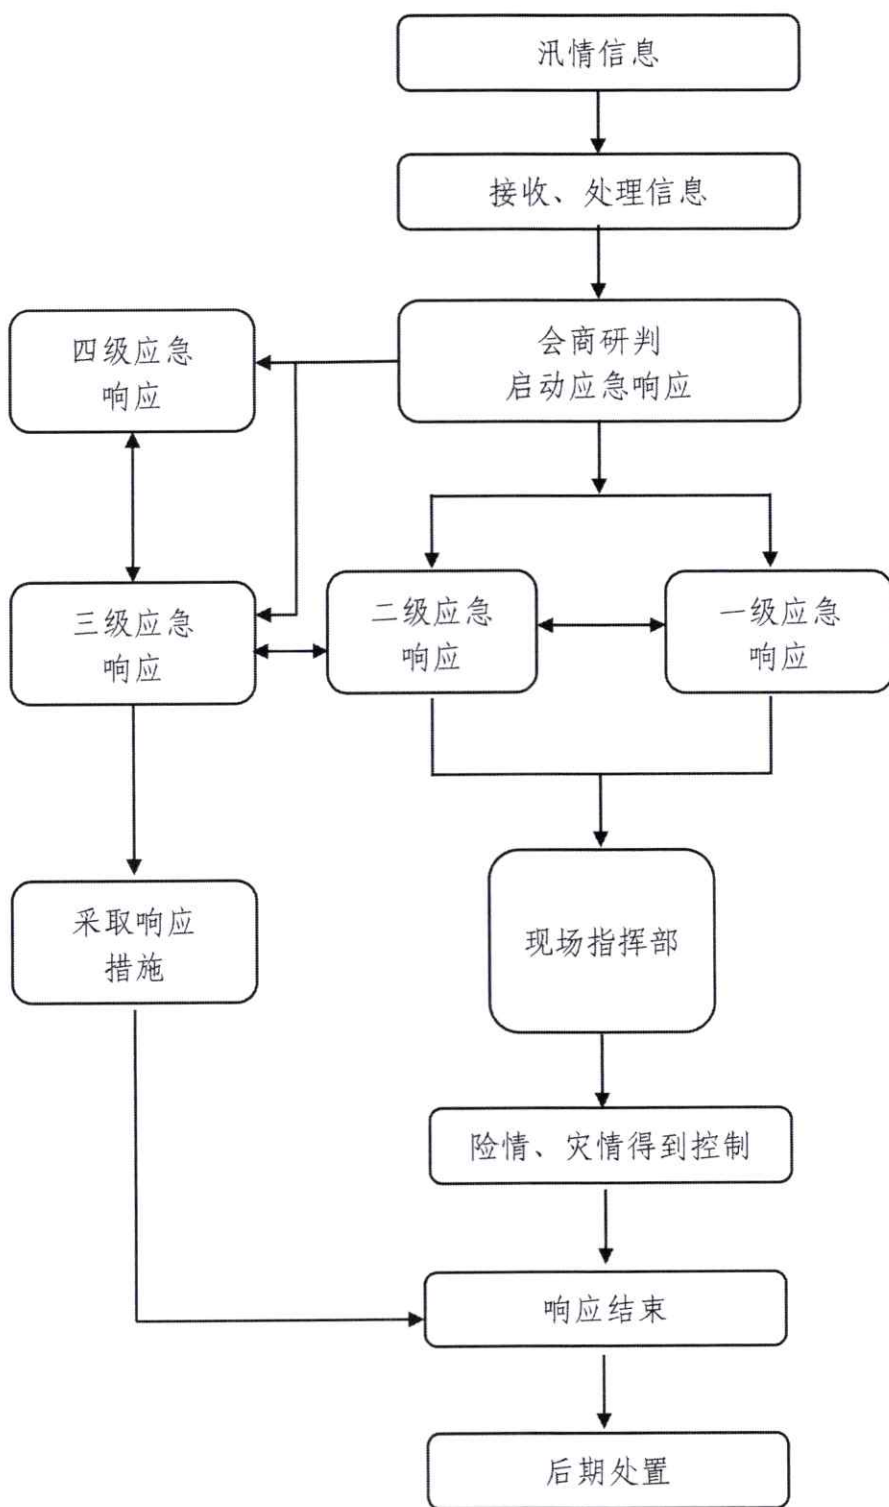 汛情信息
接收、处理信息
会商研判
启动应急响应
四级应急
响应
三级应急
响应
二级应急
响应
一级应急
响应
采取响应
措施
现场指挥部
险情、灾情得到控制
响应结束
后期处置